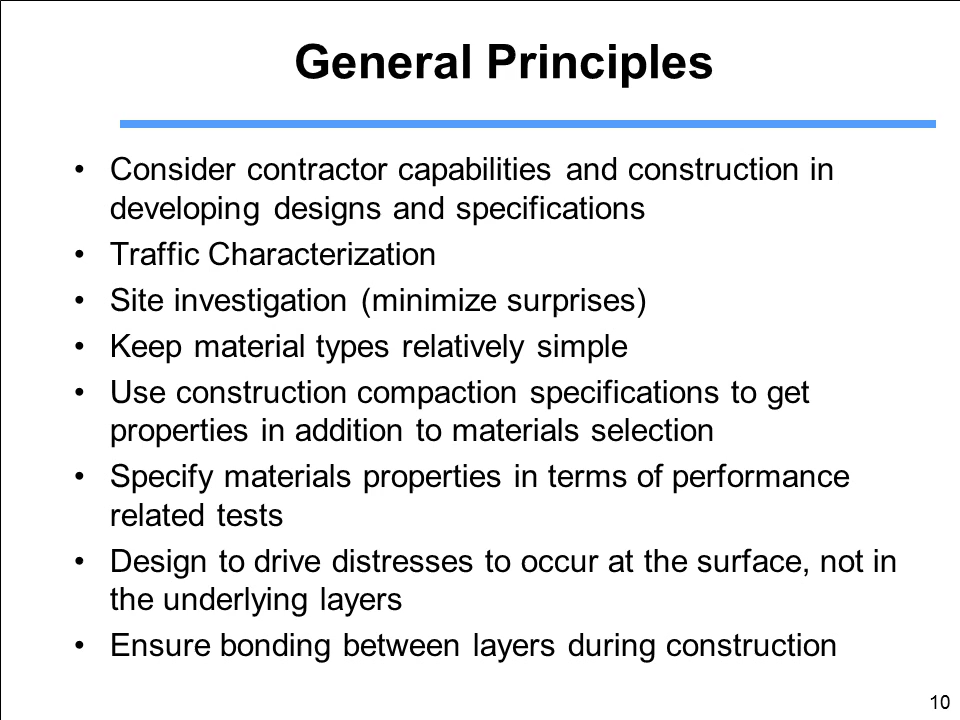 General Principles
• Consider contractor capabilities and construction in
developing designs and specifications
• Traffic Characterization
• Site investigation (minimize surprises)
• Keep material types relatively simple
• Use construction compaction specifications to get
properties in addition to materials selection
• Specify materials properties in terms of performance
related tests
• Design to drive distresses to occur at the surface, not in
the underlying layers
• Ensure bonding between layers during construction
10